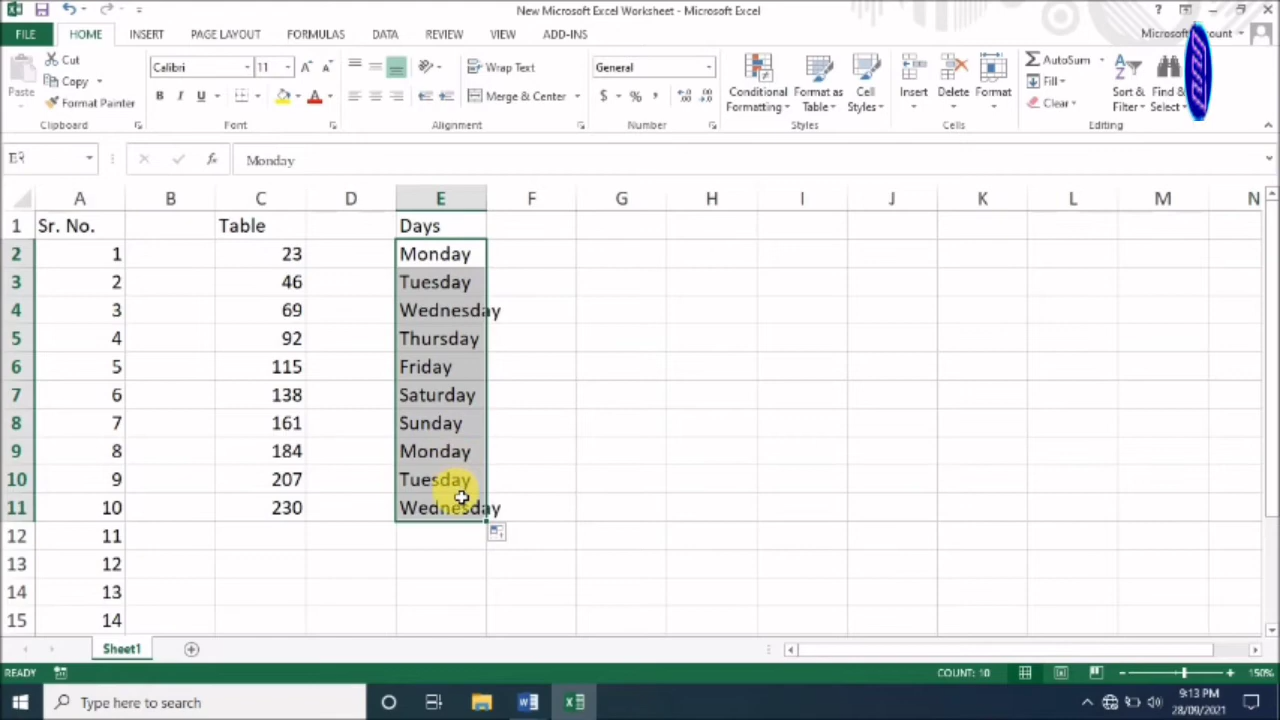 New Microsoft Excel Worksheet - Microsoft Excel
FILE HOME INSERT PAGE LAYOUT FORMULAS DATA REVIEW VIEW ADD-INS
Paste
Cut
Copy
Format Painter
Clipboard
Calibri 11
B I U
Font
Wrap Text
Merge & Center
Alignment
General
$ % ,
Number
Conditional Formatting
Format as Table
Cell Styles
Styles
Insert
Delete
Format
Cells
AutoSum
Fill
Clear
Sort & Filter
Find & Select
Editing
fx Monday
A B C D E F G H I J K L M N
1 Sr. No. Table Days
2 1 23 Monday
3 2 46 Tuesday
4 3 69 Wednesday
5 4 92 Thursday
6 5 115 Friday
7 6 138 Saturday
8 7 161 Sunday
9 8 184 Monday
10 9 207 Tuesday
11 10 230 Wednesday
12 11
13 12
14 13
15 14
Sheet1
READY COUNT: 10 150%
Type here to search
9:13 PM
28/09/2021